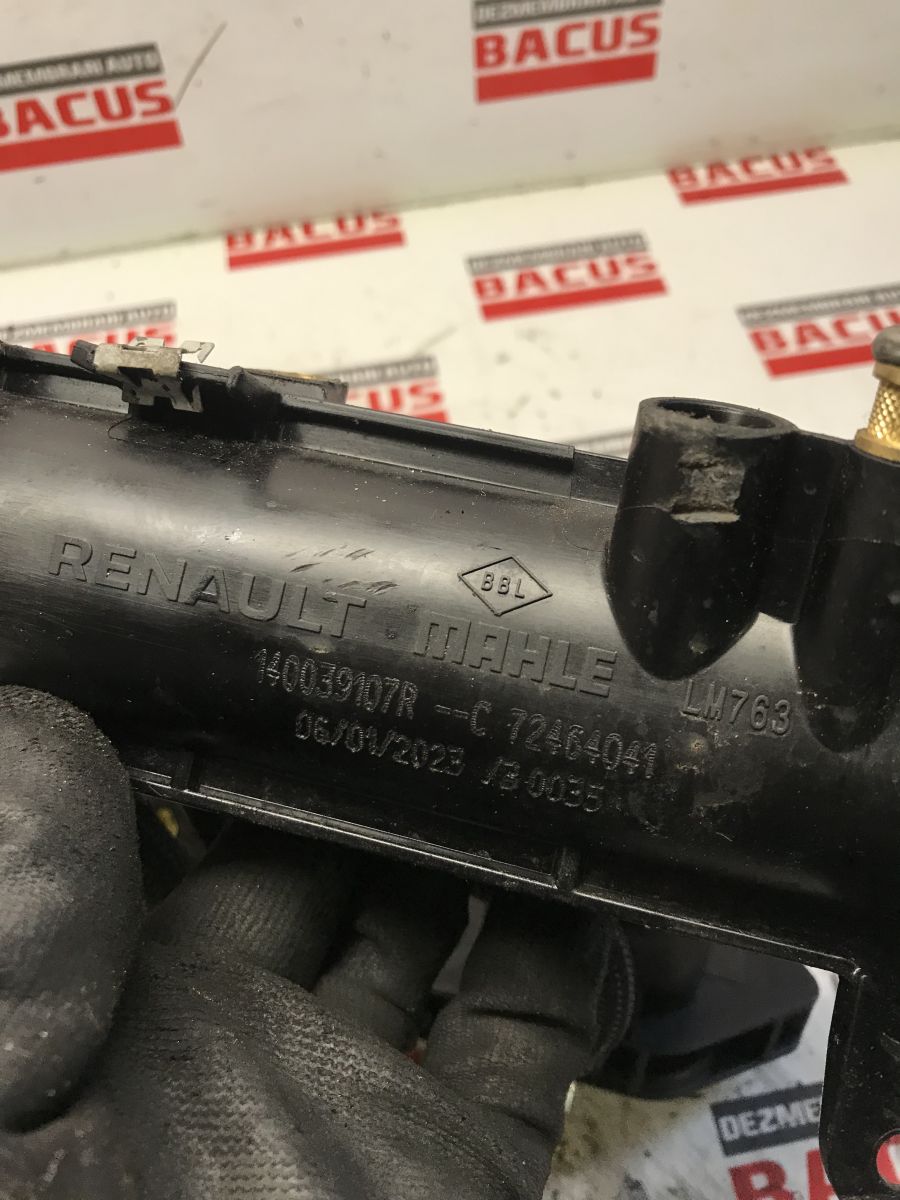 DEZMEMBRARI AUTO
BACUS
DEZMEMBRARI AUTO
BACUS
BACUS
BACUS
DEZMEMBRARI AUTO
BACUS
BACUS
BBL
RENAULT MAHLE
140039107R --C 72464041 LM763
06/01/2023 /3 0035
BACUS